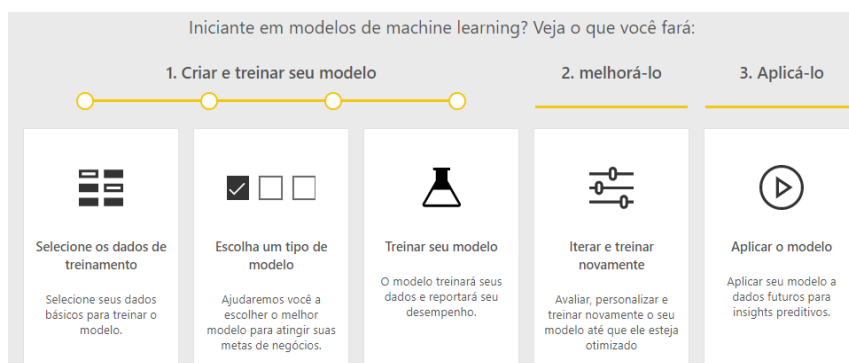 Iniciante em modelos de machine learning? Veja o que você fará:
1. Criar e treinar seu modelo
2. melhorá-lo
3. Aplicá-lo
Selecione os dados de
treinamento
Selecione seus dados
básicos para treinar o
modelo.
Escolha um tipo de
modelo
Ajudaremos você a
escolher o melhor
modelo para atingir suas
metas de negócios.
Treinar seu modelo
O modelo treinará seus
dados e reportará seu
desempenho.
Iterar e treinar
novamente
Avaliar, personalizar e
treinar novamente o seu
modelo até que ele esteja
otimizado
Aplicar o modelo
Aplicar seu modelo a
dados futuros para
insights preditivos.